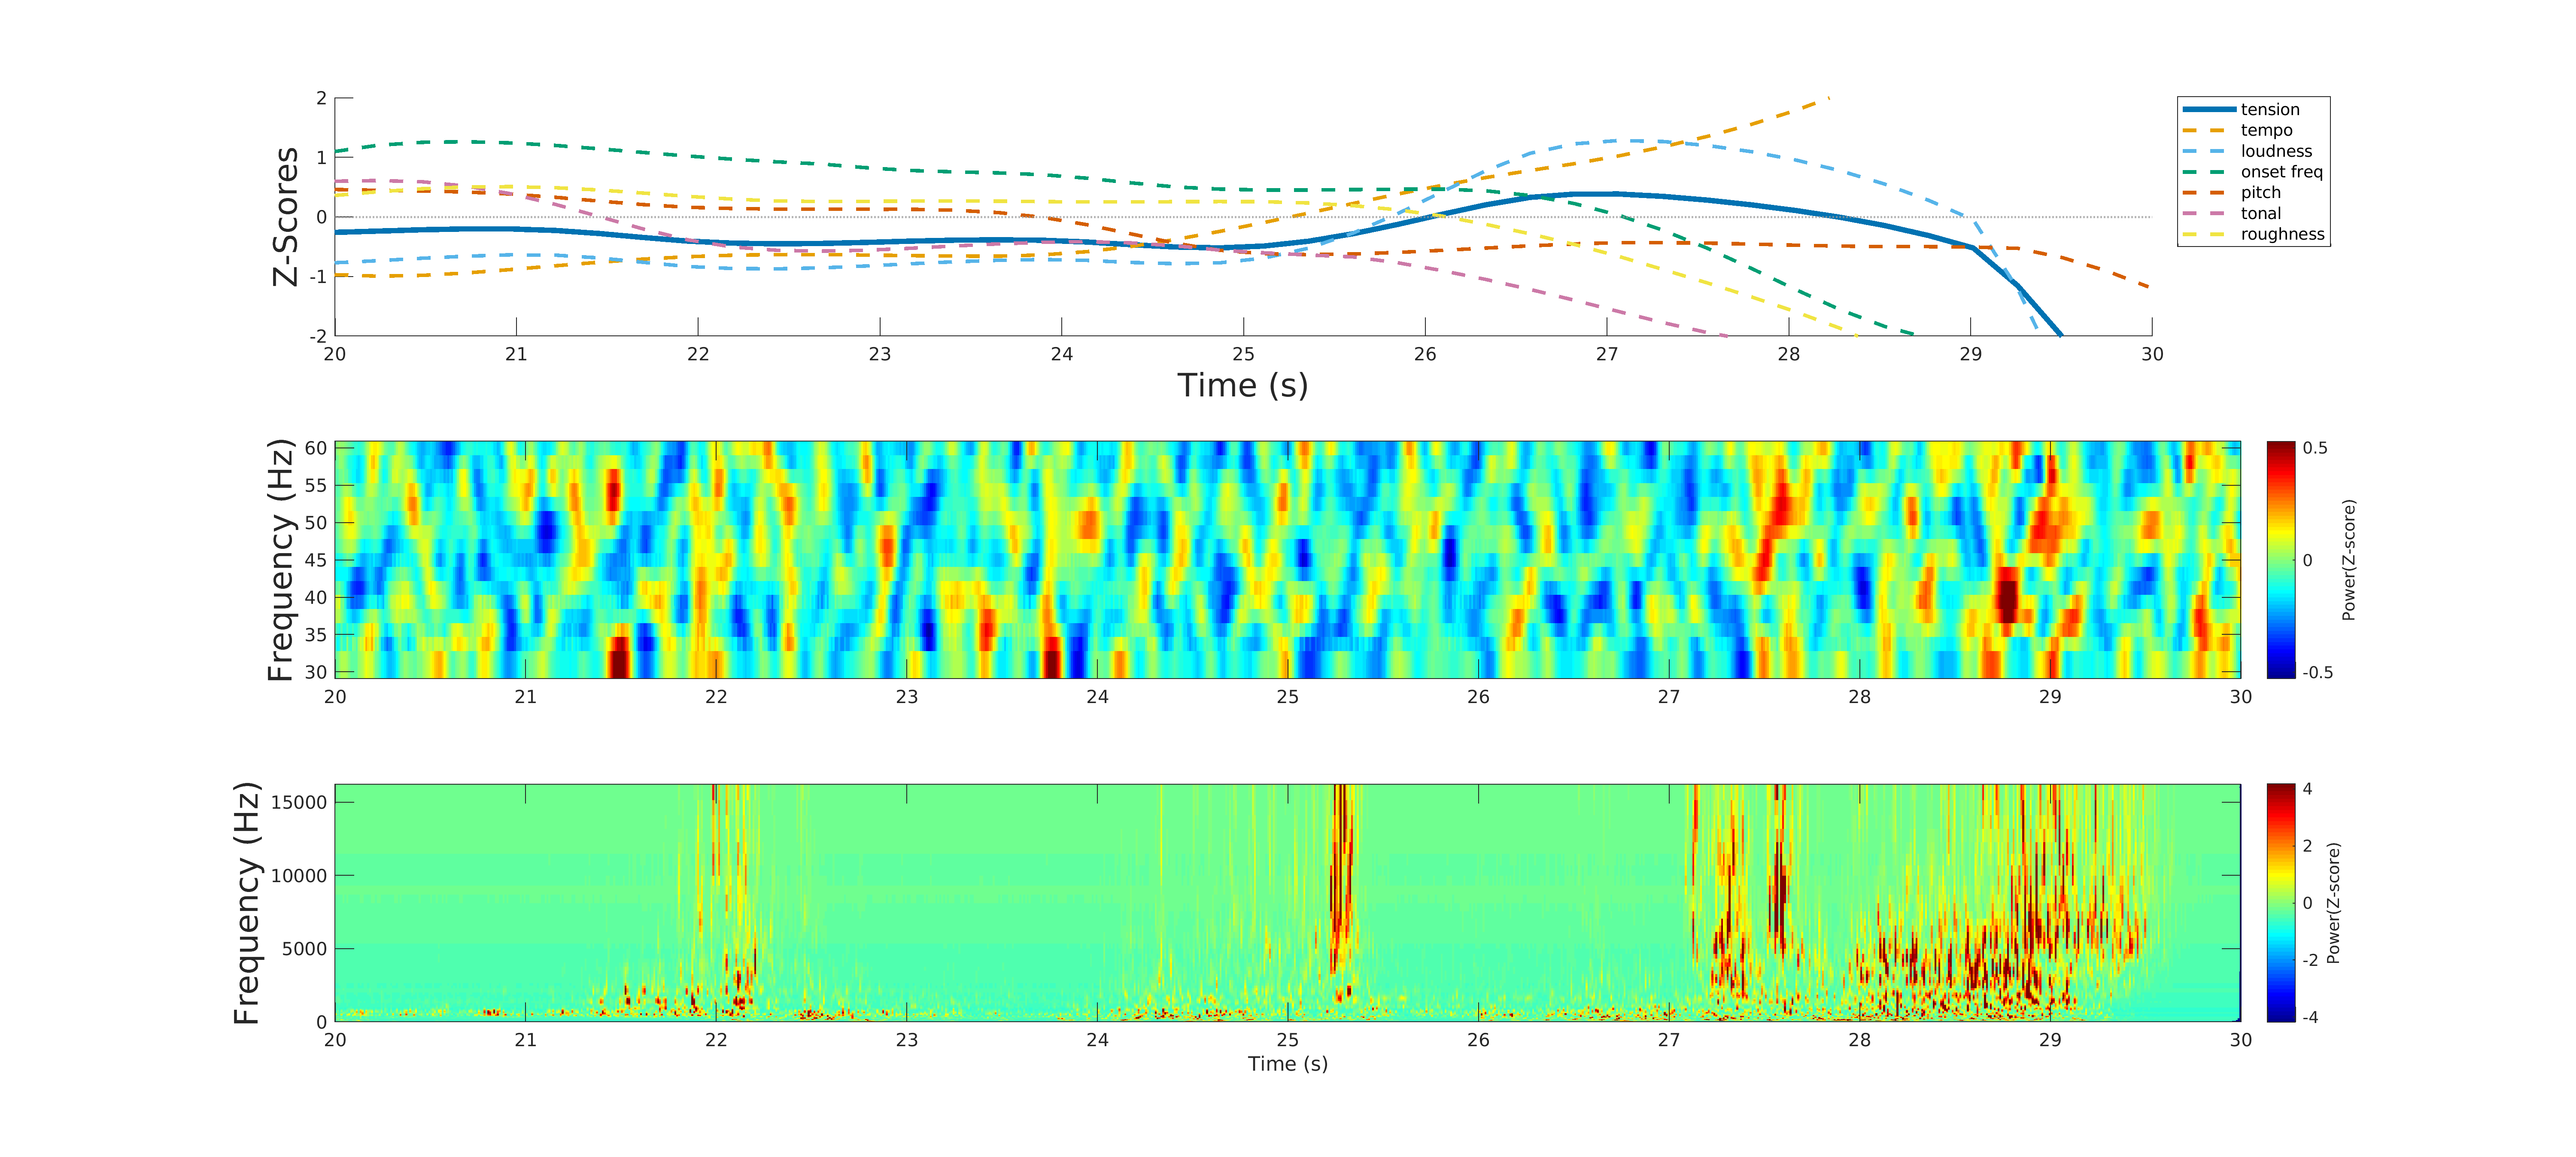 Z-Scores
2
1
0
-1
-2
20 21 22 23 24 25 26 27 28 29 30
Time (s)
tension
tempo
loudness
onset freq
pitch
tonal
roughness
Frequency (Hz)
60
55
50
45
40
35
30
20 21 22 23 24 25 26 27 28 29 30
0.5
0
-0.5
Power(Z-score)
Frequency (Hz)
15000
10000
5000
0
20 21 22 23 24 25 26 27 28 29 30
Time (s)
4
2
0
-2
-4
Power(Z-score)